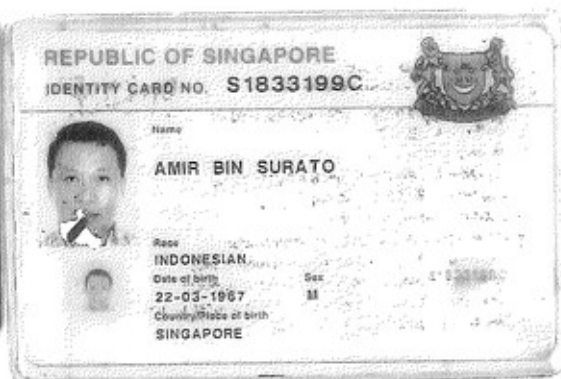 REPUBLIC OF SINGAPORE
IDENTITY CARD NO. S1833199C
Name
AMIR BIN SURATO
Race
INDONESIAN
Date of birth Sex
22-03-1967 M
Country/Place of birth
SINGAPORE